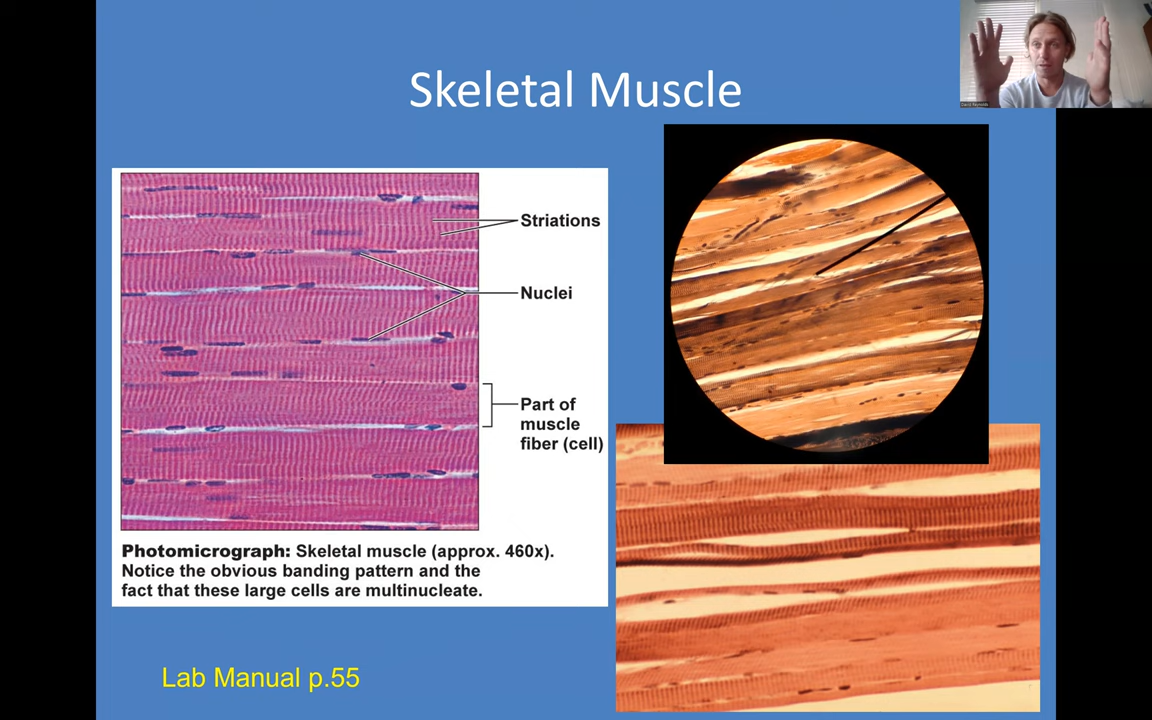 Skeletal Muscle
Striations
Nuclei
Part of
muscle
fiber (cell)
Photomicrograph: Skeletal muscle (approx. 460x).
Notice the obvious banding pattern and the
fact that these large cells are multinucleate.
Lab Manual p.55